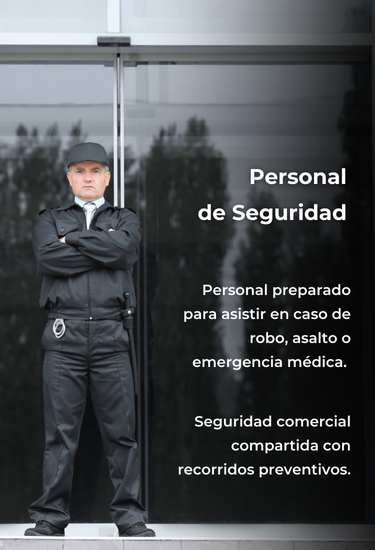 Personal
de Seguridad
Personal preparado
para asistir en caso de
robo, asalto o
emergencia médica.
Seguridad comercial
compartida con
recorridos preventivos.